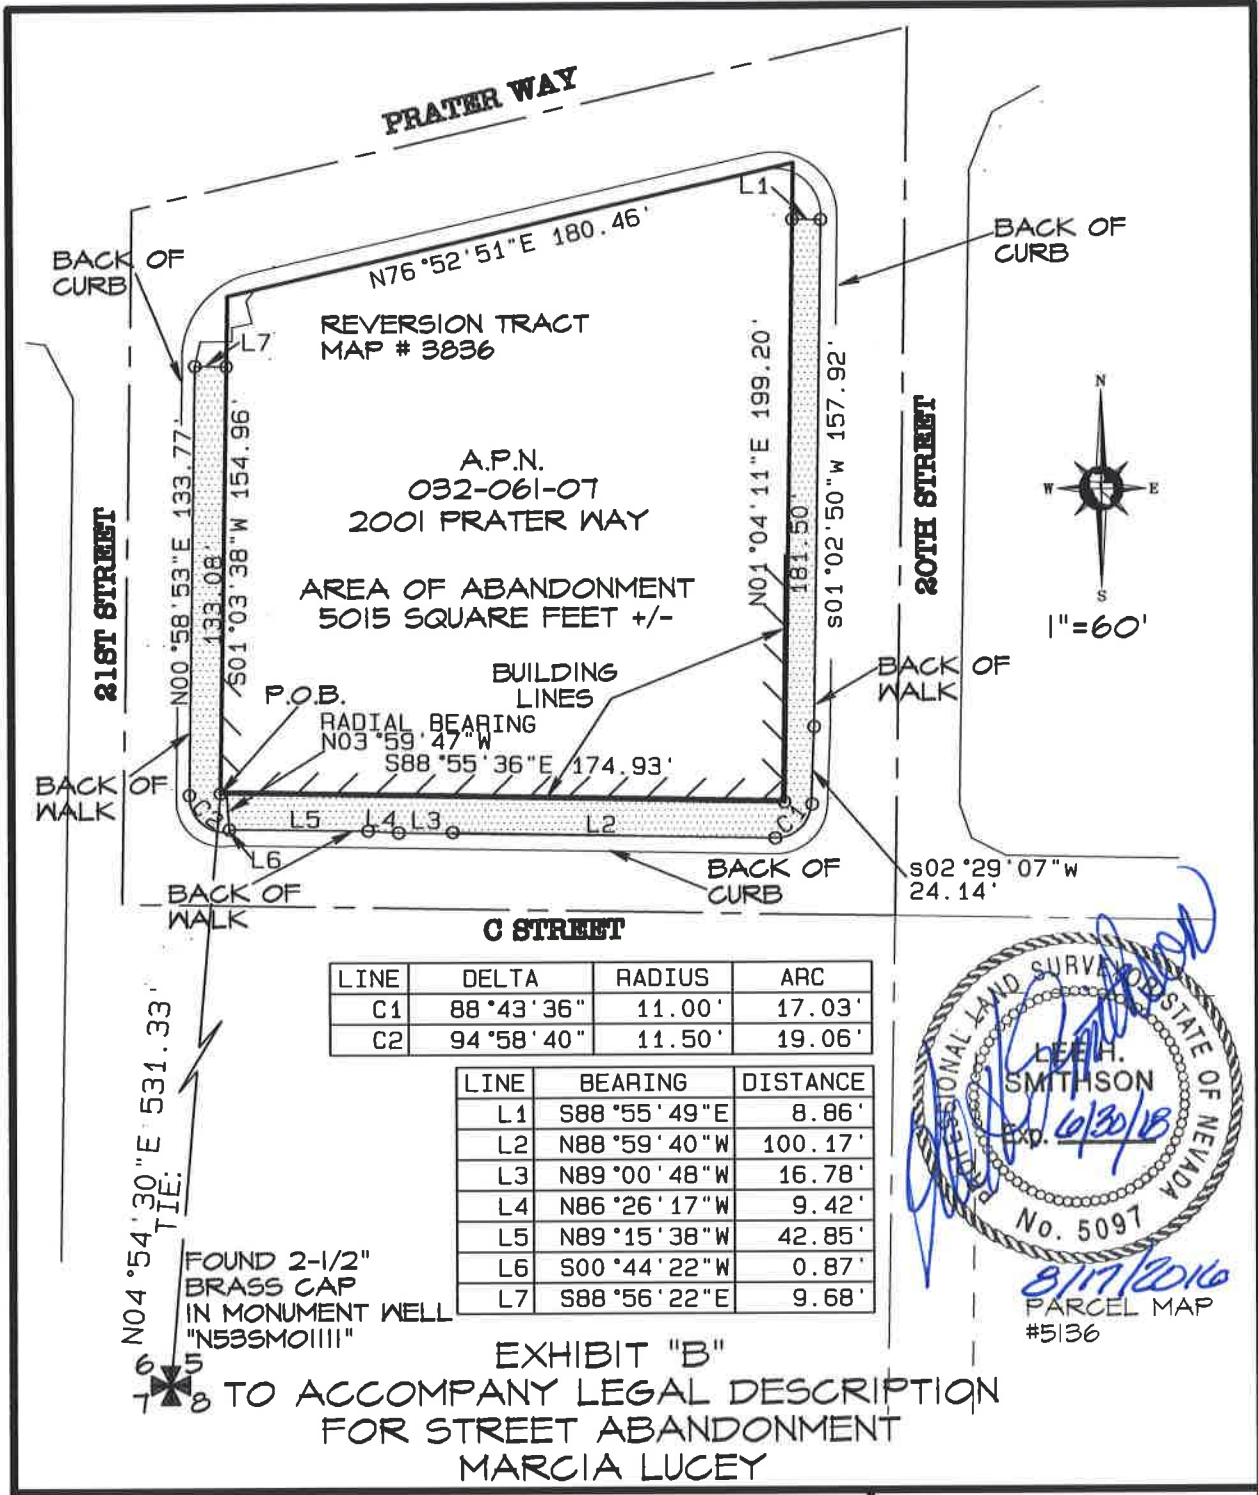 PRATER WAY
L1
BACK OF
CURB
N76°52'51"E 180.46'
BACK OF
CURB
REVERSION TRACT
MAP # 3836
L7
N00°58'53"E 133.77'
133.08'
S01°03'38"W 154.96'
N01°04'11"E 199.20'
181.50'
S01°02'50"W 157.92'
21ST STREET
20TH STREET
A.P.N.
032-061-07
2001 PRATER WAY
AREA OF ABANDONMENT
5015 SQUARE FEET +/-
N
W E
S
1"=60'
BUILDING
LINES
BACK OF
WALK
P.O.B.
RADIAL BEARING
N03°59'47"W
S88°55'36"E 174.93'
BACK OF
WALK
C2
L5 L4 L3 L2
C1
L6
BACK OF
WALK
BACK OF
CURB
S02°29'07"W
24.14'
C STREET
LINE DELTA RADIUS ARC
C1 88°43'36" 11.00' 17.03'
C2 94°58'40" 11.50' 19.06'
LINE BEARING DISTANCE
L1 S88°55'49"E 8.86'
L2 N88°59'40"W 100.17'
L3 N89°00'48"W 16.78'
L4 N86°26'17"W 9.42'
L5 N89°15'38"W 42.85'
L6 S00°44'22"W 0.87'
L7 S88°56'22"E 9.68'
N04°54'30"E 531.33'
TIE:
FOUND 2-1/2"
BRASS CAP
IN MONUMENT WELL
"N53SM01111"
6 5
7 8
PROFESSIONAL LAND SURVEYOR STATE OF NEVADA
LEE H.
SMITHSON
Exp. 6/30/18
No. 5097
8/17/2016
PARCEL MAP
#5136
EXHIBIT "B"
TO ACCOMPANY LEGAL DESCRIPTION
FOR STREET ABANDONMENT
MARCIA LUCEY